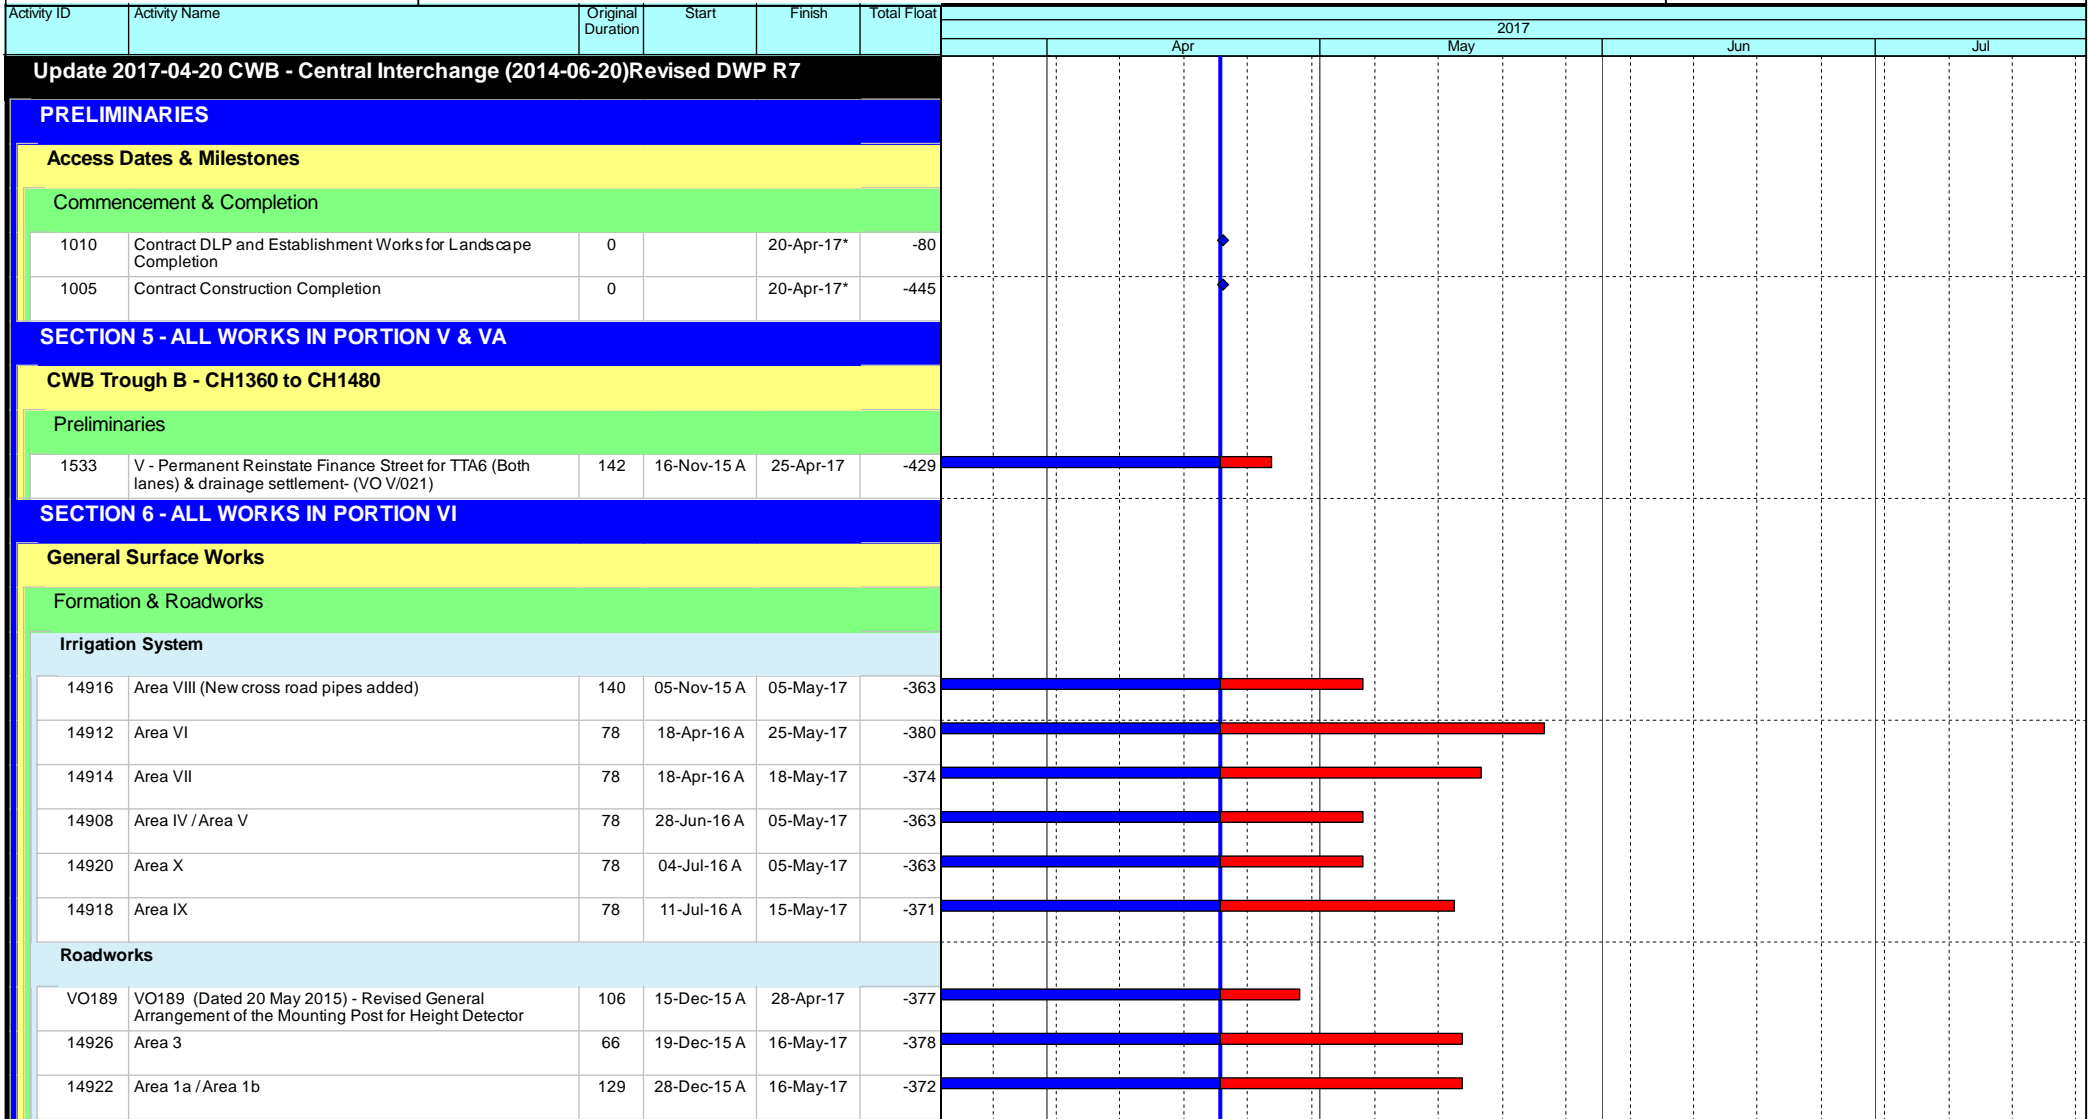 Activity ID Activity Name Original Start Finish Total Float
Duration
2017
Apr May Jun Jul
Update 2017-04-20 CWB - Central Interchange (2014-06-20)Revised DWP R7
PRELIMINARIES
Access Dates & Milestones
Commencement & Completion
1010 Contract DLP and Establishment Works for Landscape 0 20-Apr-17* -80
Completion
1005 Contract Construction Completion 0 20-Apr-17* -445
SECTION 5 - ALL WORKS IN PORTION V & VA
CWB Trough B - CH1360 to CH1480
Preliminaries
1533 V - Permanent Reinstate Finance Street for TTA6 (Both 142 16-Nov-15 A 25-Apr-17 -429
lanes) & drainage settlement- (VO V/021)
SECTION 6 - ALL WORKS IN PORTION VI
General Surface Works
Formation & Roadworks
Irrigation System
14916 Area VIII (New cross road pipes added) 140 05-Nov-15 A 05-May-17 -363
14912 Area VI 78 18-Apr-16 A 25-May-17 -380
14914 Area VII 78 18-Apr-16 A 18-May-17 -374
14908 Area IV / Area V 78 28-Jun-16 A 05-May-17 -363
14920 Area X 78 04-Jul-16 A 05-May-17 -363
14918 Area IX 78 11-Jul-16 A 15-May-17 -371
Roadworks
VO189 VO189 (Dated 20 May 2015) - Revised General 106 15-Dec-15 A 28-Apr-17 -377
Arrangement of the Mounting Post for Height Detector
14926 Area 3 66 19-Dec-15 A 16-May-17 -378
14922 Area 1a / Area 1b 129 28-Dec-15 A 16-May-17 -372